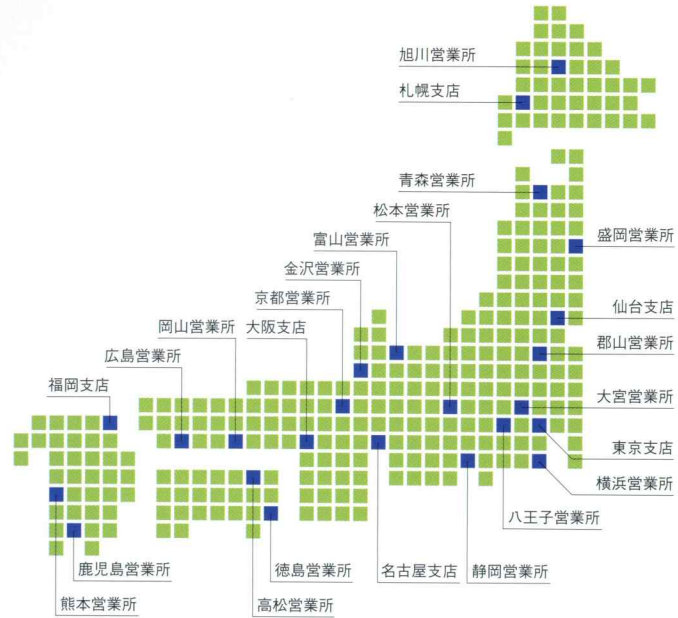 旭川営業所
札幌支店
青森営業所
松本営業所
富山営業所
盛岡営業所
金沢営業所
京都営業所
仙台支店
岡山営業所
大阪支店
郡山営業所
広島営業所
福岡支店
大宮営業所
東京支店
横浜営業所
八王子営業所
鹿児島営業所
徳島営業所
名古屋支店
静岡営業所
熊本営業所
高松営業所